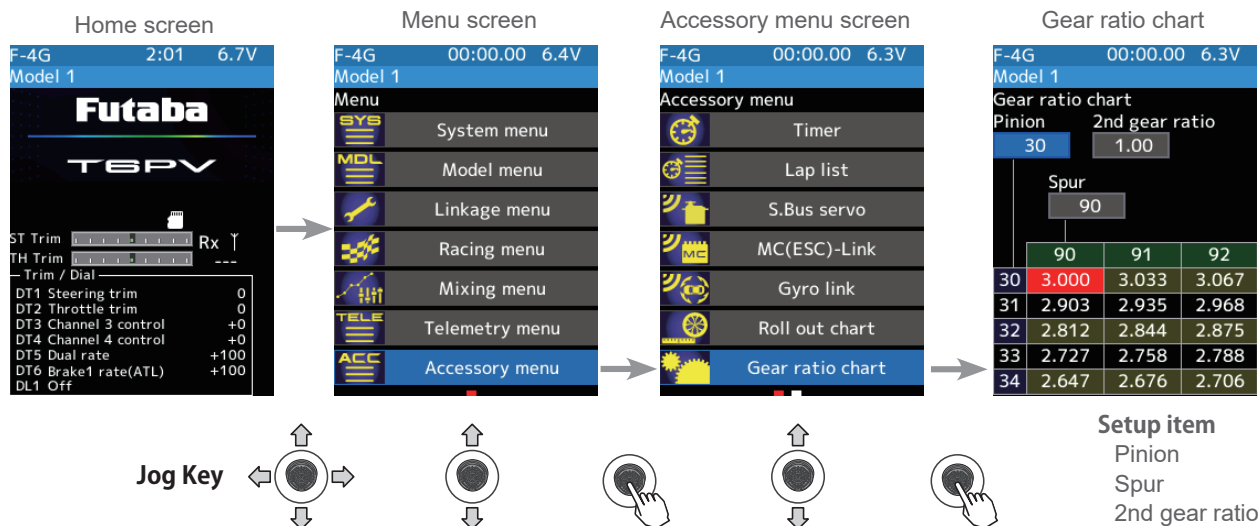 Home screen
F-4G 2:01 6.7V
Model 1
Futaba
T6PV
ST Trim
Rx
TH Trim
---
Trim / Dial
DT1 Steering trim 0
DT2 Throttle trim 0
DT3 Channel 3 control +0
DT4 Channel 4 control +0
DT5 Dual rate +100
DT6 Brake1 rate(ATL) +100
DL1 Off
Menu screen
F-4G 00:00.00 6.4V
Model 1
Menu
SYS System menu
MDL Model menu
Linkage menu
Racing menu
Mixing menu
TELE Telemetry menu
ACC Accessory menu
Accessory menu screen
F-4G 00:00.00 6.3V
Model 1
Accessory menu
Timer
Lap list
S.Bus servo
MC MC(ESC)-Link
Gyro link
Roll out chart
Gear ratio chart
Gear ratio chart
F-4G 00:00.00 6.3V
Model 1
Gear ratio chart
Pinion 2nd gear ratio
30 1.00
Spur
90
90 91 92
30 3.000 3.033 3.067
31 2.903 2.935 2.968
32 2.812 2.844 2.875
33 2.727 2.758 2.788
34 2.647 2.676 2.706
Jog Key
Setup item
Pinion
Spur
2nd gear ratio